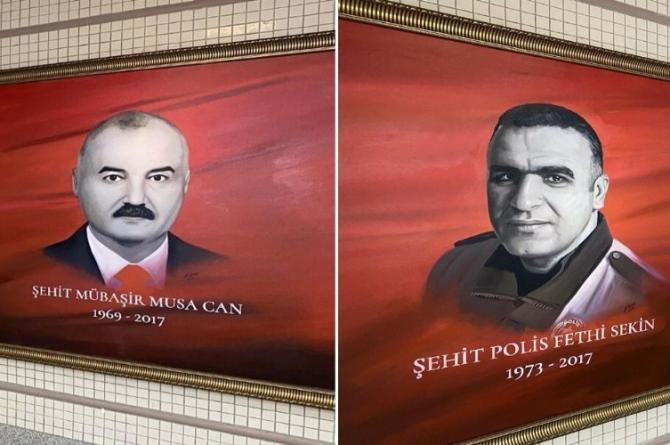 ŞEHİT MÜBAŞİR MUSA CAN
1969 - 2017
ŞEHİT POLİS FETHİ SEKİN
1973 - 2017